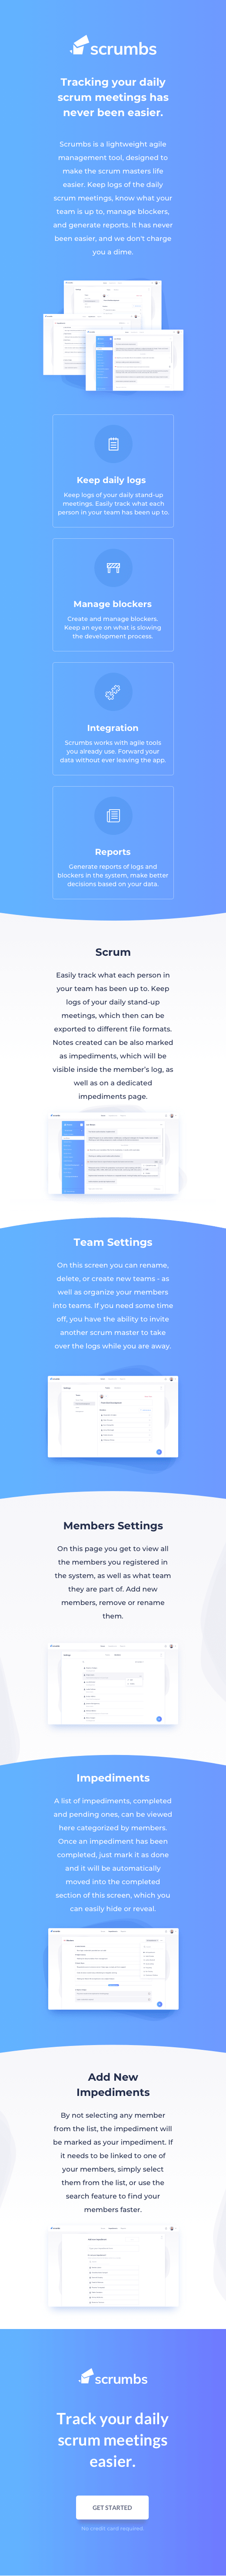 scrumbs
Tracking your daily
scrum meetings has
never been easier.
Scrumbs is a lightweight agile
management tool, designed to
make the scrum masters life
easier. Keep logs of the daily
scrum meetings, know what your
team is up to, manage blockers,
and generate reports. It has never
been easier, and we don't charge
you a dime.
Keep daily logs
Keep logs of your daily stand-up
meetings. Easily track what each
person in your team has been up to.
Manage blockers
Create and manage blockers.
Keep an eye on what is slowing
the development process.
Integration
Scrumbs works with agile tools
you already use. Forward your
data without ever leaving the app.
Reports
Generate reports of logs and
blockers in the system, make better
decisions based on your data.
Scrum
Easily track what each person in
your team has been up to. Keep
logs of your daily stand-up
meetings, which then can be
exported to different file formats.
Notes created can be also marked
as impediments, which will be
visible inside the member's log, as
well as on a dedicated
impediments page.
Team Settings
On this screen you can rename,
delete, or create new teams - as
well as organize your members
into teams. If you need some time
off, you have the ability to invite
another scrum master to take
over the logs while you are away.
Members Settings
On this page you get to view all
the members you registered in
the system, as well as what team
they are part of. Add new
members, remove or rename
them.
Impediments
A list of impediments, completed
and pending ones, can be viewed
here categorized by members.
Once an impediment has been
completed, just mark it as done
and it will be automatically
moved into the completed
section of this screen, which you
can easily hide or reveal.
Add New
Impediments
By not selecting any member
from the list, the impediment will
be marked as your impediment. If
it needs to be linked to one of
your members, simply select
them from the list, or use the
search feature to find your
members faster.
scrumbs
Track your daily
scrum meetings
easier.
GET STARTED
No credit card required.